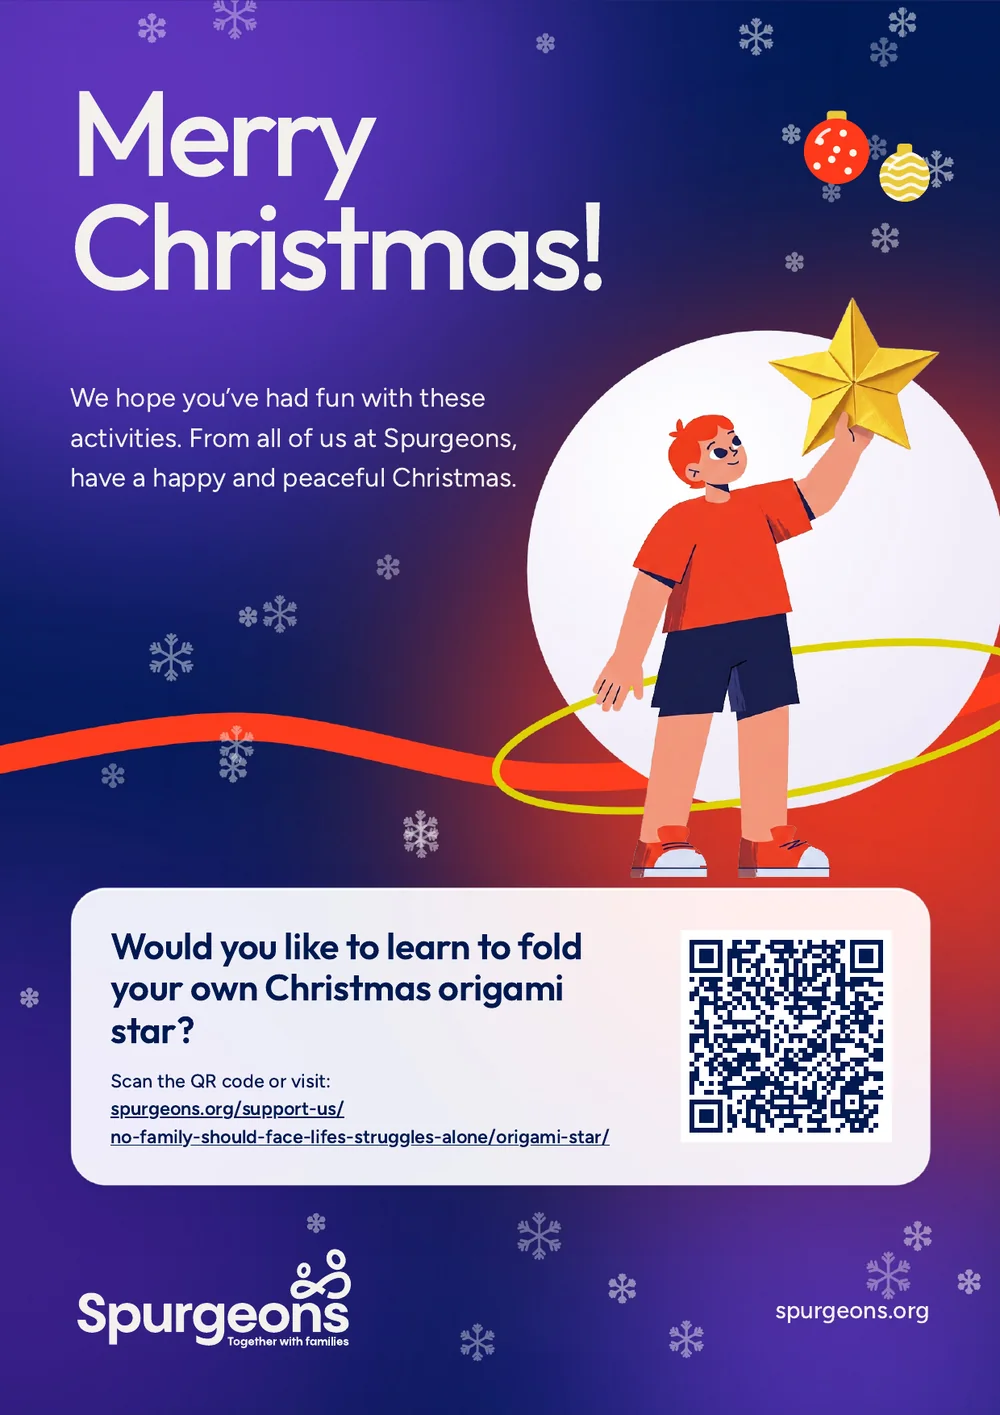 Merry
Christmas!
We hope you’ve had fun with these
activities. From all of us at Spurgeons,
have a happy and peaceful Christmas.
Would you like to learn to fold
your own Christmas origami
star?
Scan the QR code or visit:
spurgeons.org/support-us/
no-family-should-face-lifes-struggles-alone/origami-star/
Spurgeons
Together with families
spurgeons.org